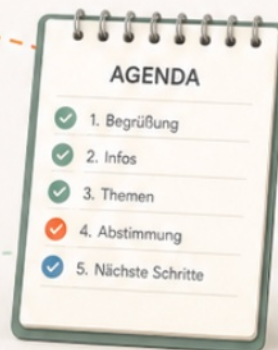 AGENDA
1. Begrüßung
2. Infos
3. Themen
4. Abstimmung
5. Nächste Schritte